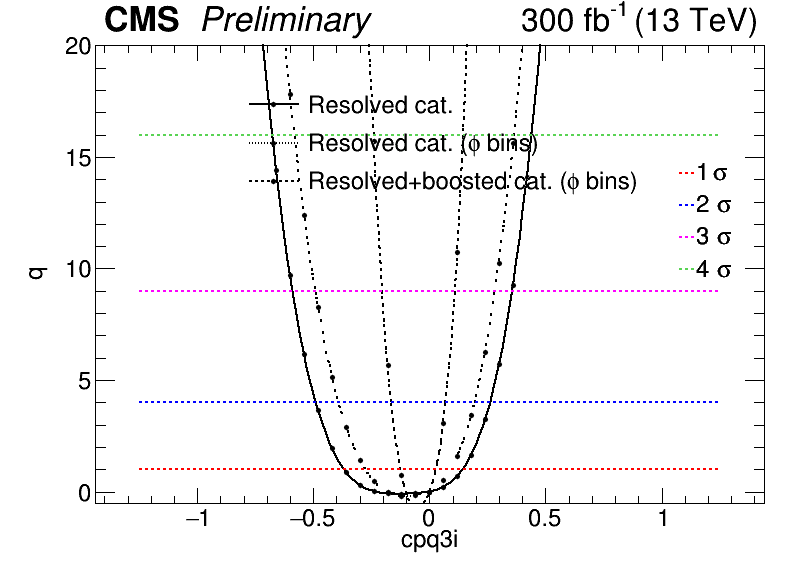 CMS Preliminary 300 fb⁻¹ (13 TeV)
20
Resolved cat.
Resolved cat. (ϕ bins)
15
1 σ
Resolved+boosted cat. (ϕ bins)
2 σ
3 σ
10
4 σ
q
5
0
−1 −0.5 0 0.5 1
cpq3i